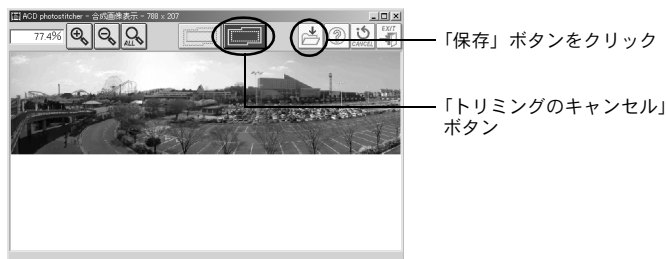 ACD photostitcher - 合成画像表示 - 788 x 207
77.4%
ALL
CANCEL
EXIT
「保存」ボタンをクリック
「トリミングのキャンセル」
ボタン